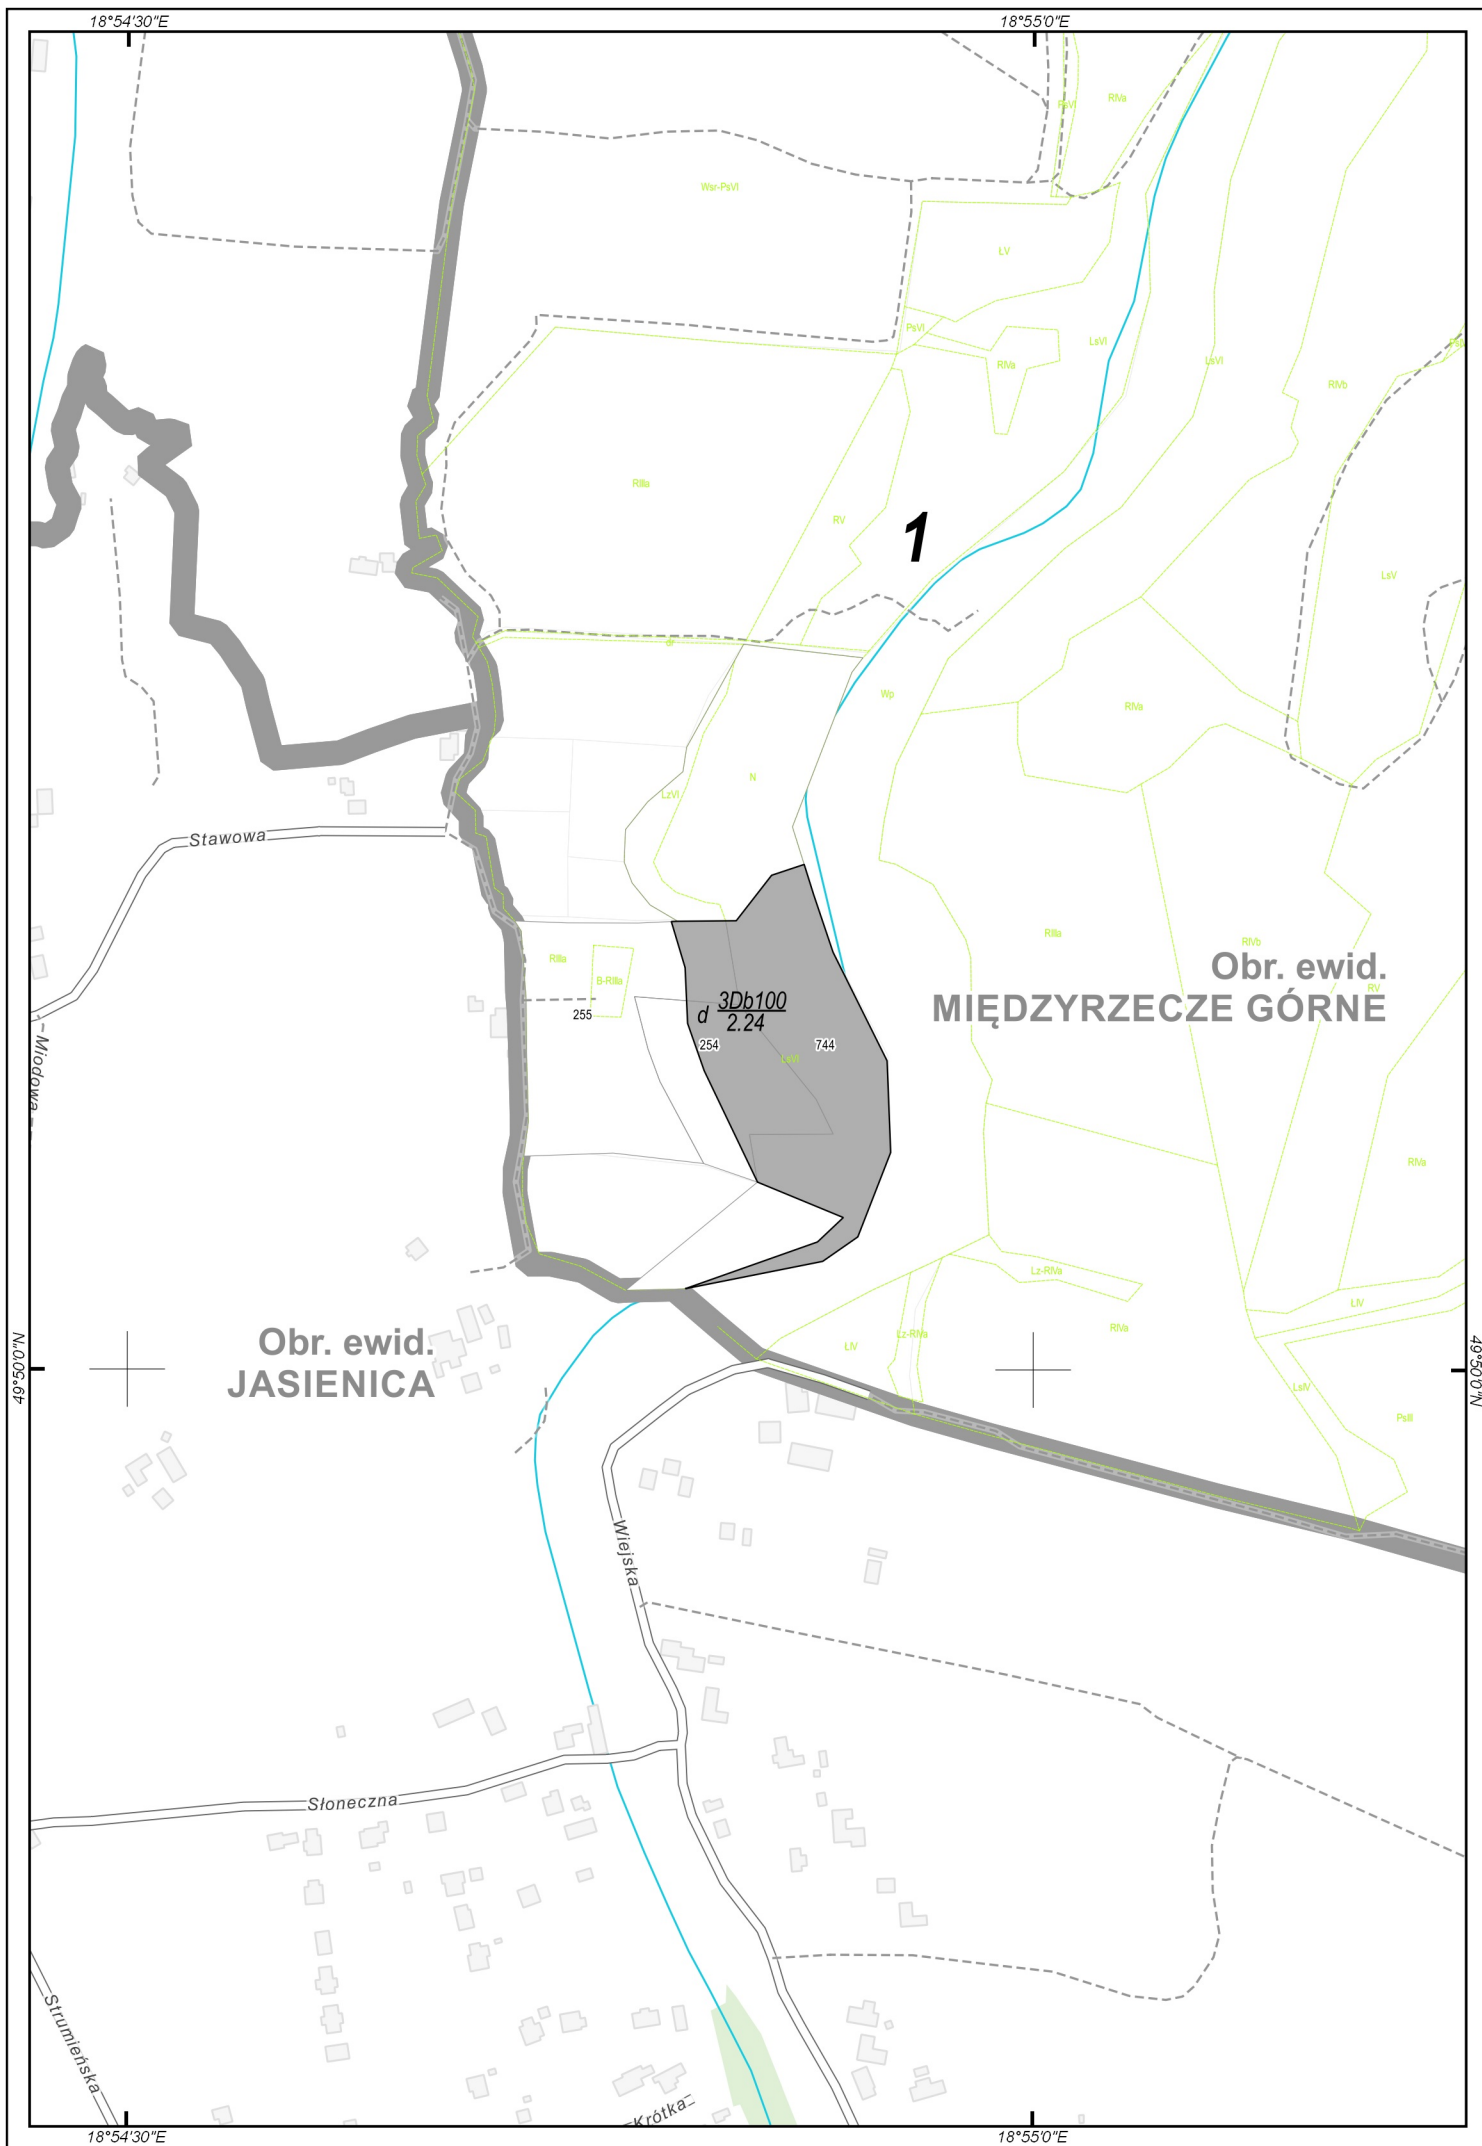 18°54'30"E
18°55'0"E
PsVI
RIVa
Wsr-PsVI
ŁV
PsVI
RIVa
LsVI
LsVI
RIVb
RIIIa
RV
1
LsV
dr
Wp
RIVa
N
LzVI
Stawowa
RIIIa
B-RIIIa
255
d 3Db100
2.24
254
744
LsVI
RIIIa
RIVb
RV
Obr. ewid.
MIĘDZYRZECZE GÓRNE
Miodowa
RIVa
Lz-RIVa
ŁIV
Lz-RIVa
RIVa
ŁIV
Obr. ewid.
JASIENICA
49°50'0"N
49°50'0"N
LsIV
PsIII
Wiejska
Słoneczna
Strumieńska
Krótka
18°54'30"E
18°55'0"E